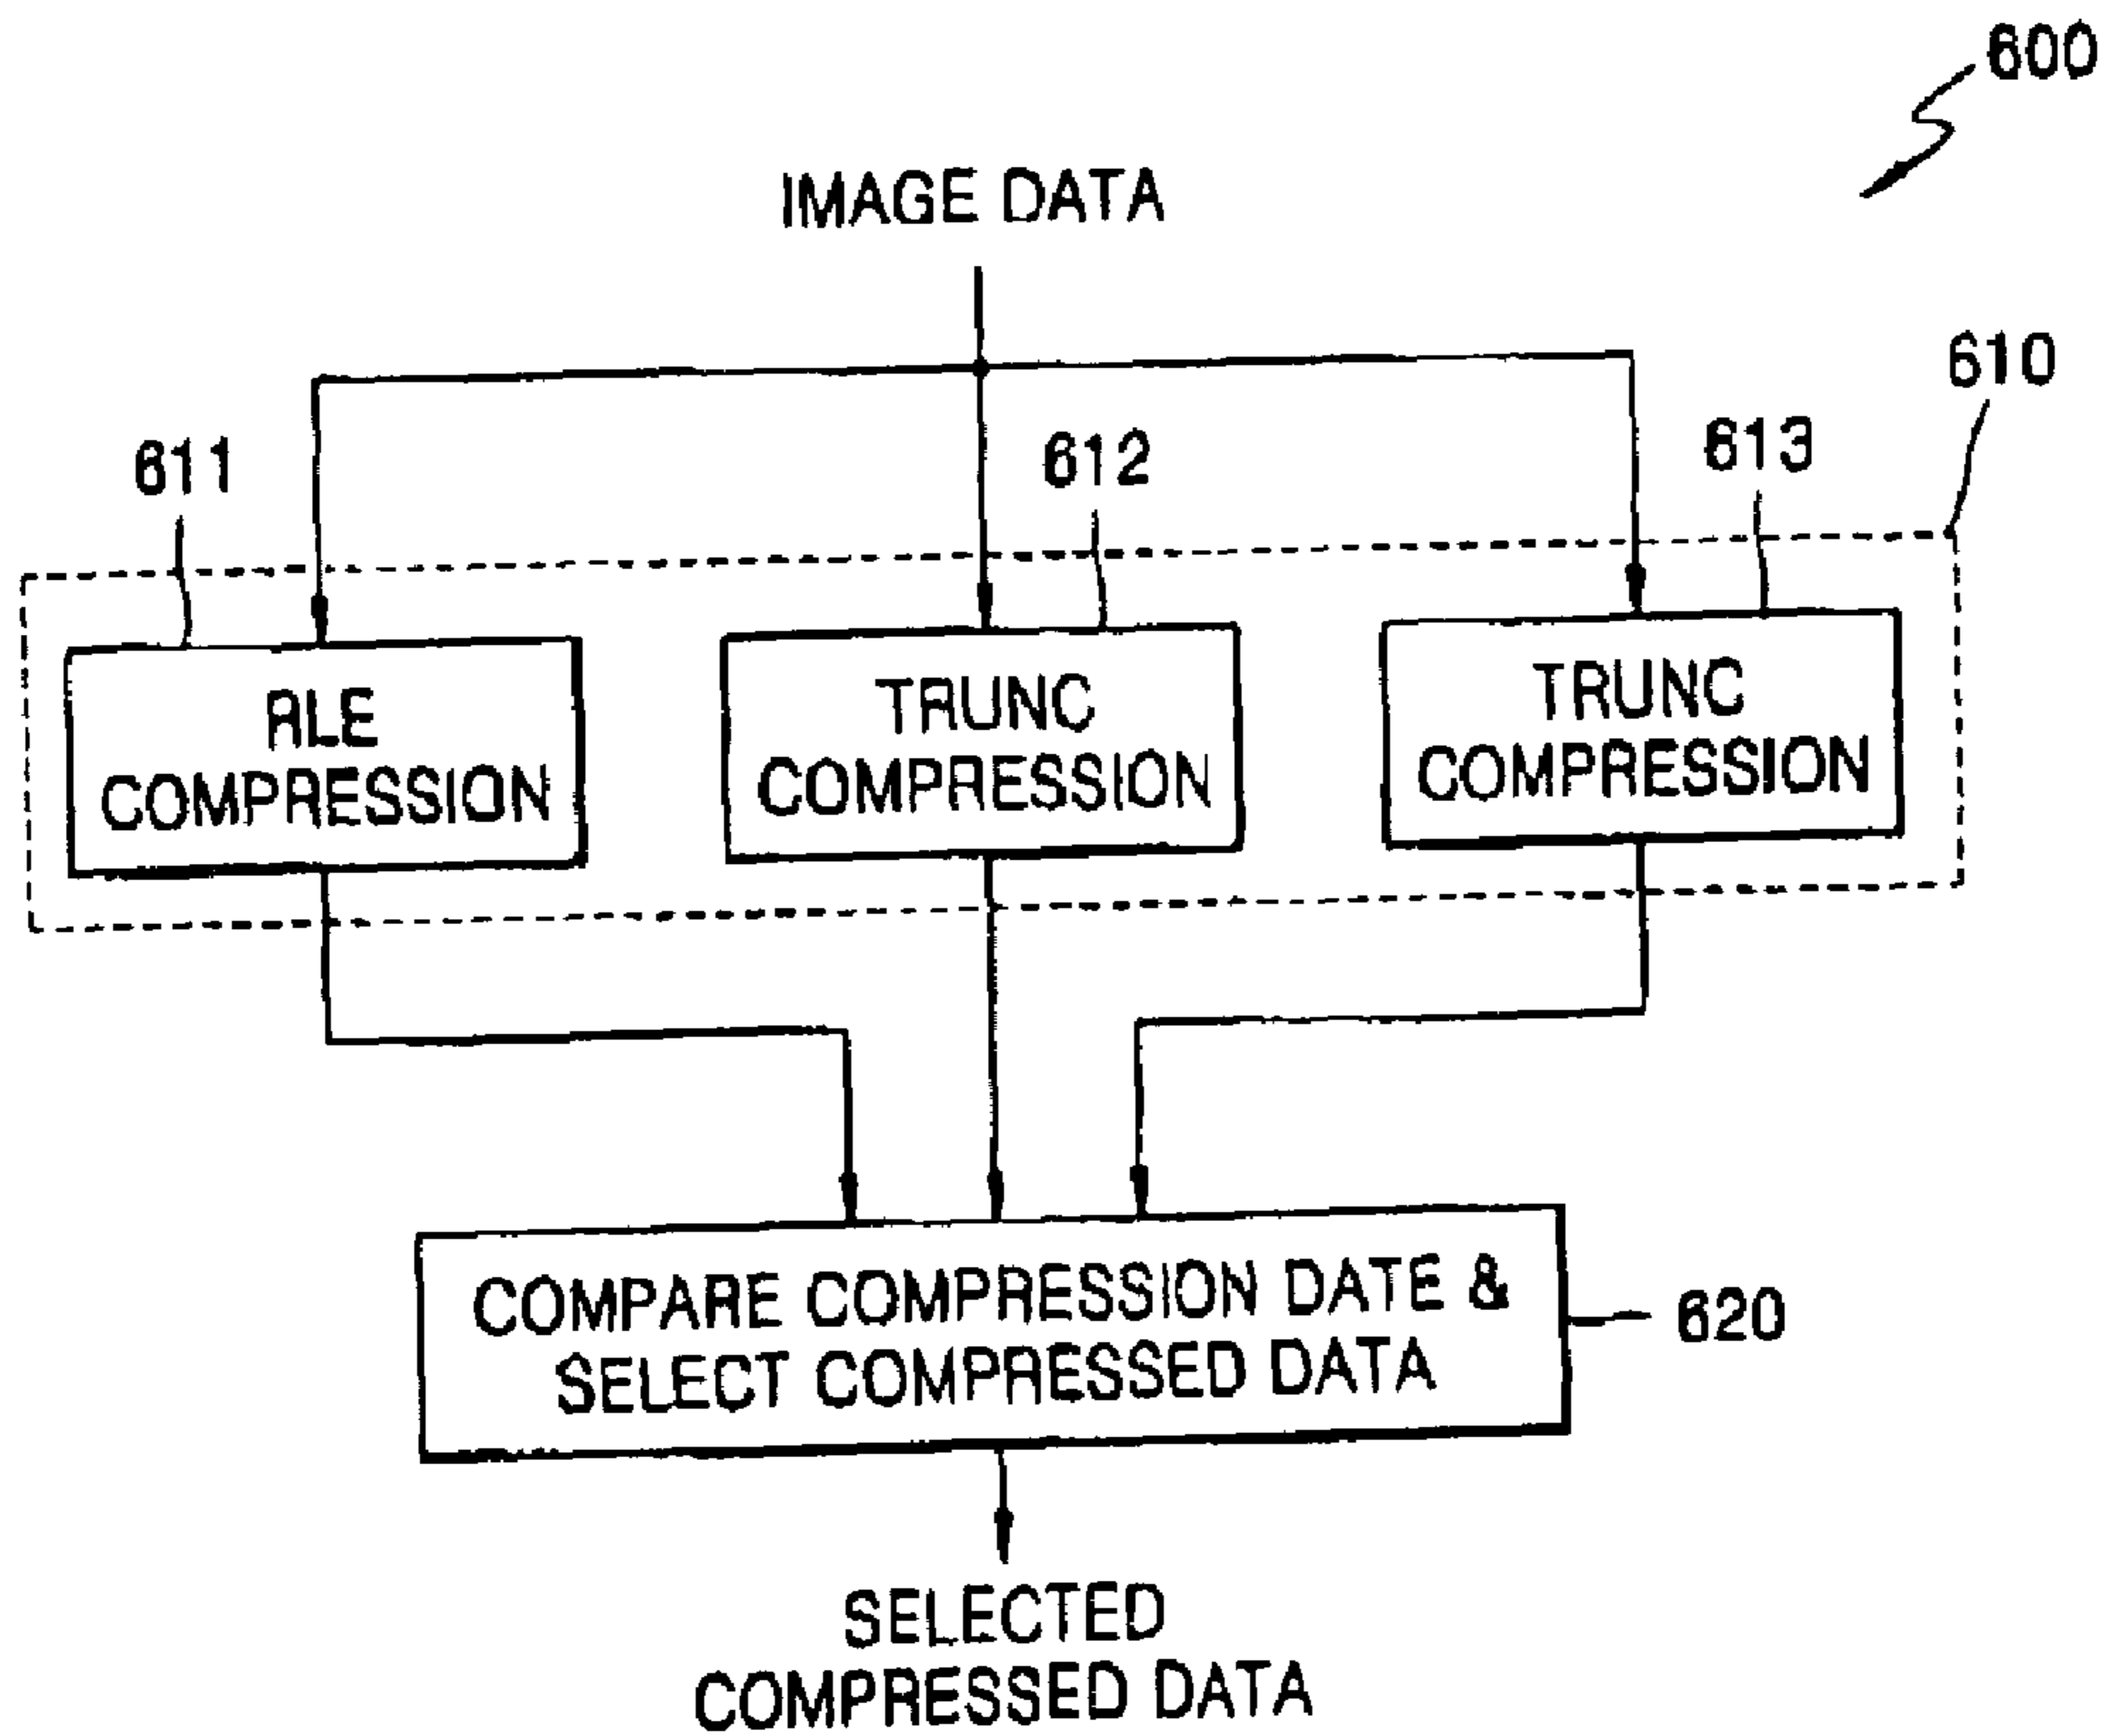 600
IMAGE DATA
610
611
612
613
RLE
COMPRESSION
TRUNC
COMPRESSION
TRUNC
COMPRESSION
COMPARE COMPRESSION DATE &
SELECT COMPRESSED DATA
620
SELECTED
COMPRESSED DATA